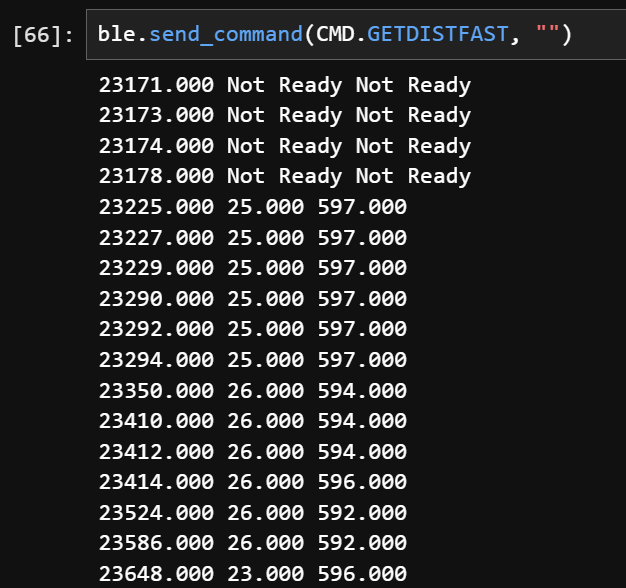 [66]: ble.send_command(CMD.GETDISTFAST, "")
23171.000 Not Ready Not Ready
23173.000 Not Ready Not Ready
23174.000 Not Ready Not Ready
23178.000 Not Ready Not Ready
23225.000 25.000 597.000
23227.000 25.000 597.000
23229.000 25.000 597.000
23290.000 25.000 597.000
23292.000 25.000 597.000
23294.000 25.000 597.000
23350.000 26.000 594.000
23410.000 26.000 594.000
23412.000 26.000 594.000
23414.000 26.000 596.000
23524.000 26.000 592.000
23586.000 26.000 592.000
23648.000 23.000 596.000